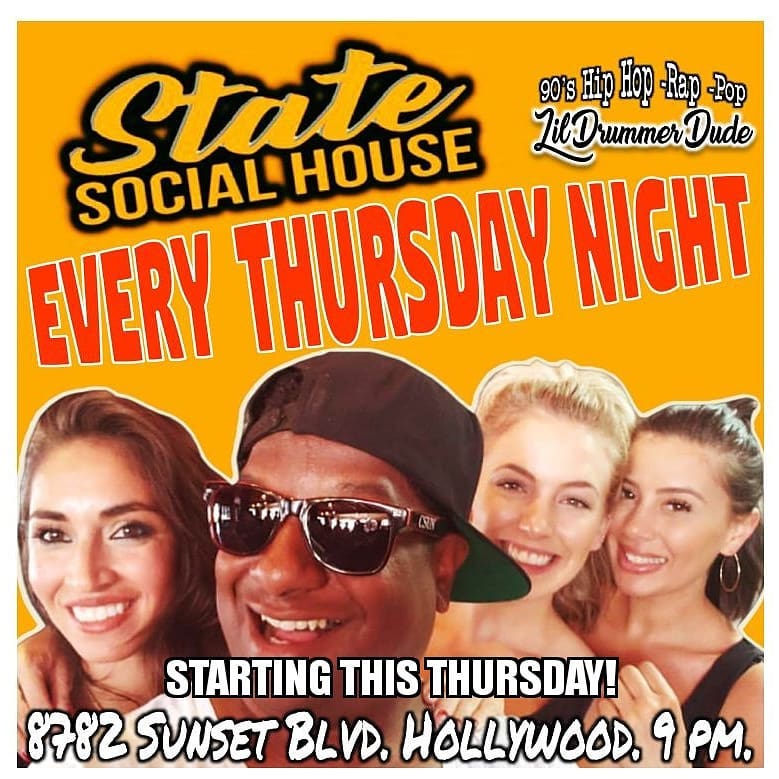 State
SOCIAL HOUSE
90's Hip Hop -Rap -Pop
Lil' Drummer Dude
EVERY THURSDAY NIGHT
CSUN
STARTING THIS THURSDAY!
8782 SUNSET BLVD. HOLLYWOOD. 9 PM.